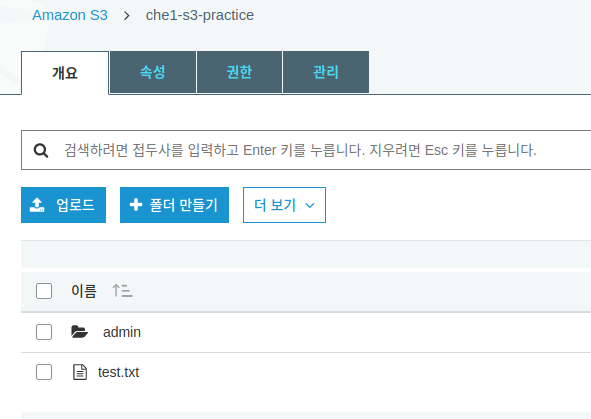 Amazon S3 > che1-s3-practice
개요 속성 권한 관리
검색하려면 접두사를 입력하고 Enter 키를 누릅니다. 지우려면 Esc 키를 누릅니다.
업로드 폴더 만들기 더 보기
이름
admin
test.txt